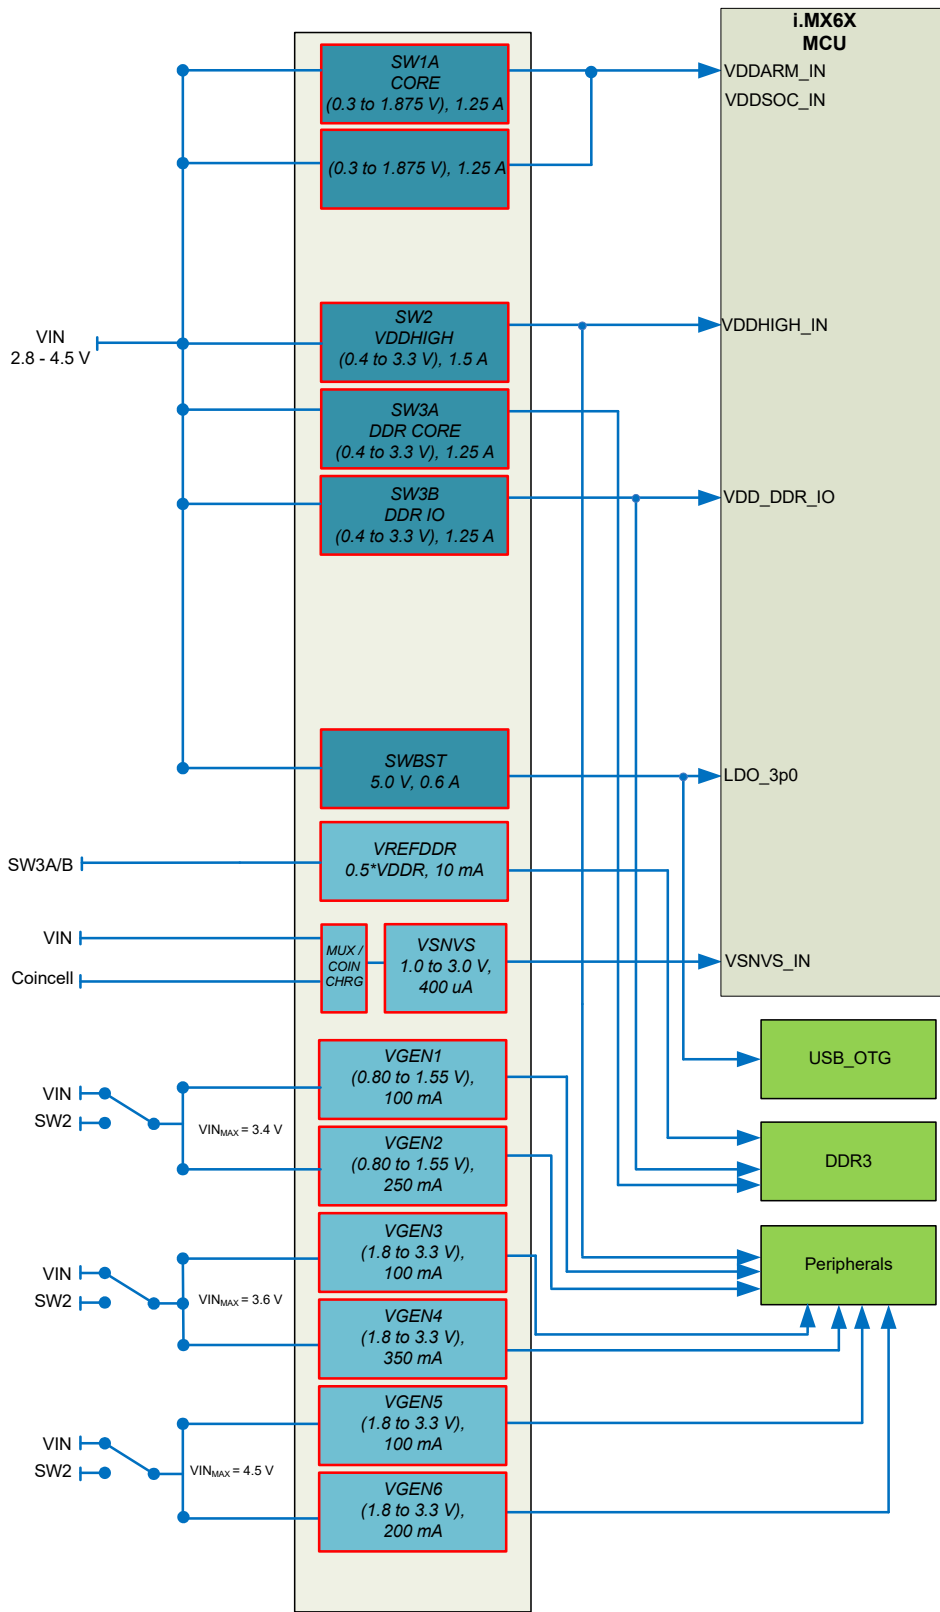 i.MX6X
MCU
SW1A
CORE
(0.3 to 1.875 V), 1.25 A
VDDARM_IN
VDDSOC_IN
(0.3 to 1.875 V), 1.25 A
VIN
2.8 - 4.5 V
SW2
VDDHIGH
(0.4 to 3.3 V), 1.5 A
VDDHIGH_IN
SW3A
DDR CORE
(0.4 to 3.3 V), 1.25 A
SW3B
DDR IO
(0.4 to 3.3 V), 1.25 A
VDD_DDR_IO
SWBST
5.0 V, 0.6 A
LDO_3p0
SW3A/B
VREFDDR
0.5*VDDR, 10 mA
VIN
Coincell
MUX /
COIN
CHRG
VSNVS
1.0 to 3.0 V,
400 uA
VSNVS_IN
USB_OTG
VIN
SW2
VINMAX = 3.4 V
VGEN1
(0.80 to 1.55 V),
100 mA
VGEN2
(0.80 to 1.55 V),
250 mA
DDR3
VIN
SW2
VINMAX = 3.6 V
VGEN3
(1.8 to 3.3 V),
100 mA
VGEN4
(1.8 to 3.3 V),
350 mA
Peripherals
VIN
SW2
VINMAX = 4.5 V
VGEN5
(1.8 to 3.3 V),
100 mA
VGEN6
(1.8 to 3.3 V),
200 mA